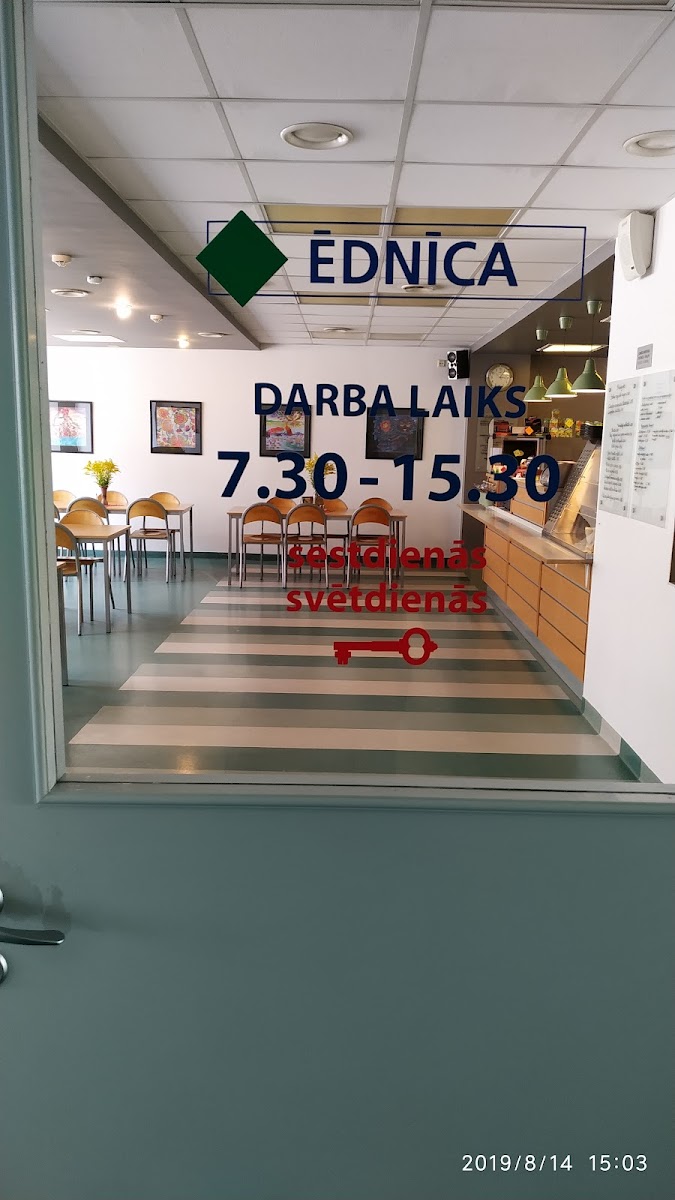 ĒDNĪCA
DARBA LAIKS
7.30 - 15.30
sestdienās
svētdienās
2019/8/14 15:03